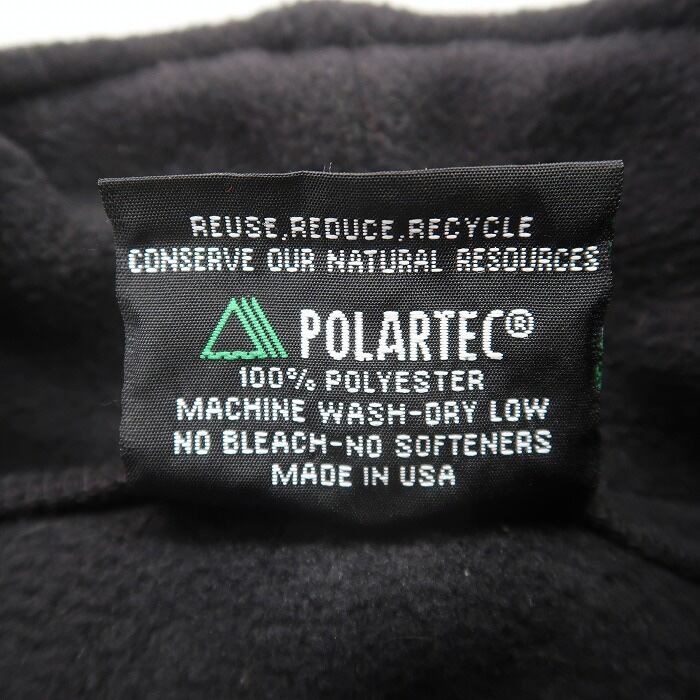 REUSE,REDUCE,RECYCLE
CONSERVE OUR NATURAL RESOURCES
POLARTEC®
100% POLYESTER
MACHINE WASH-DRY LOW
NO BLEACH-NO SOFTENERS
MADE IN USA